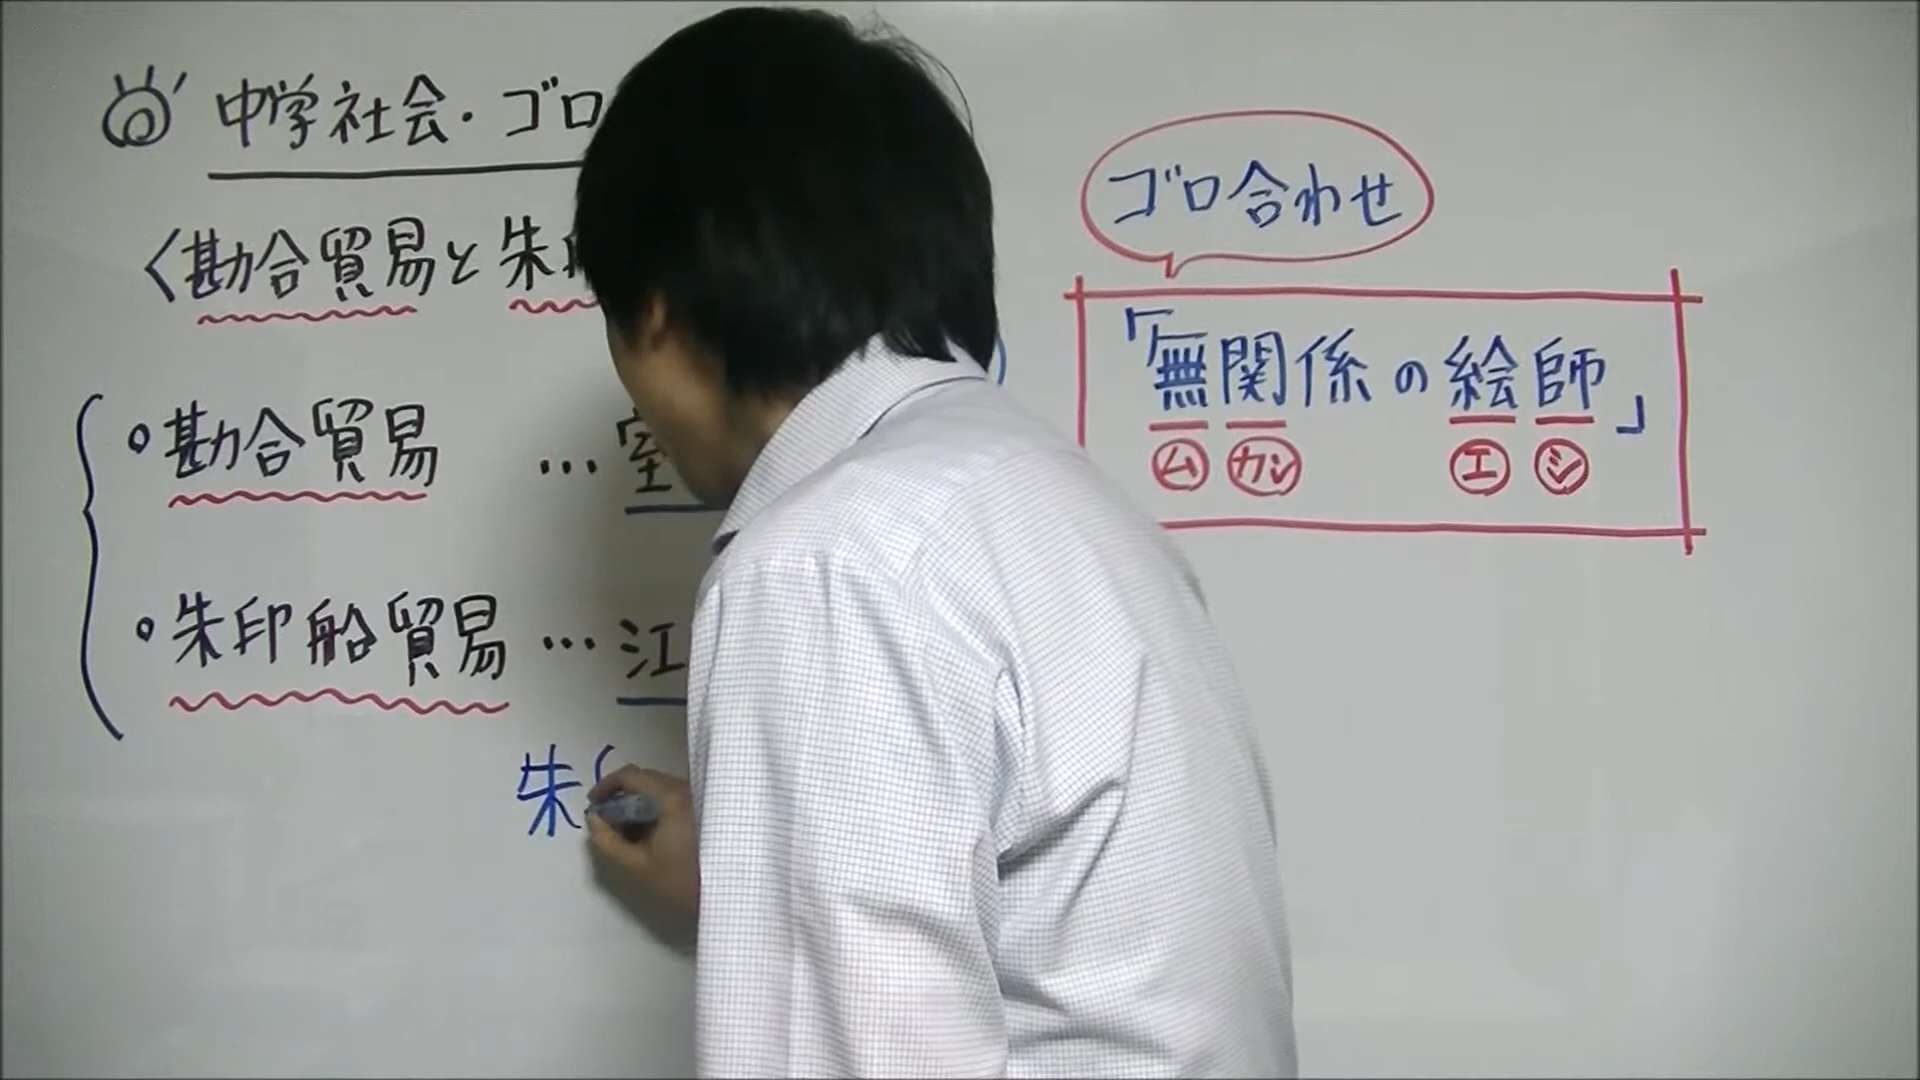 中学社会・ゴロ
〈勘合貿易と朱
・勘合貿易 …室
・朱印船貿易…江
朱
ゴロ合わせ
「無関係の絵師」
ム カン エ シ